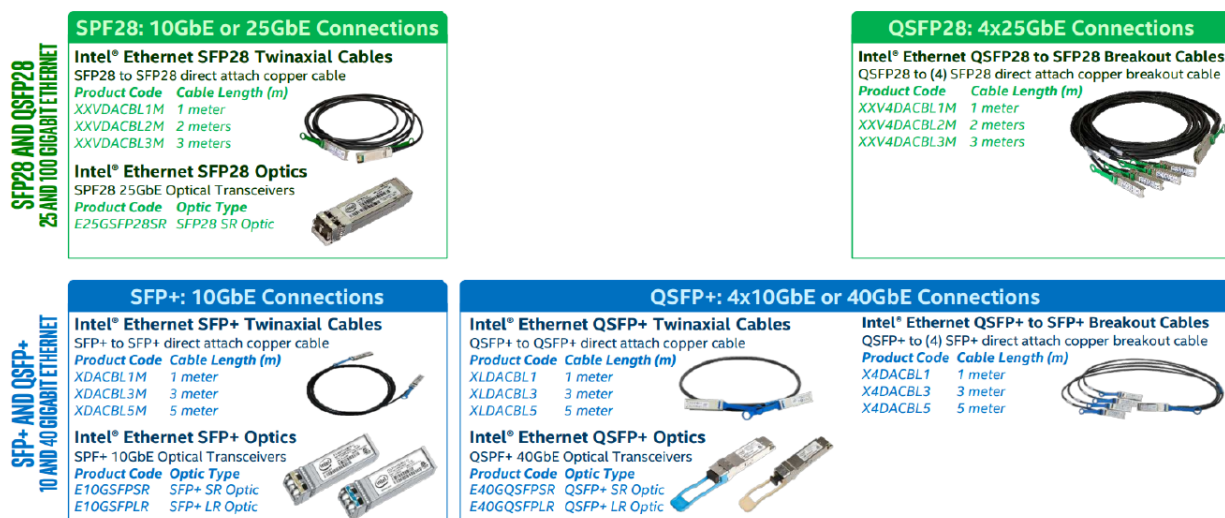 SFP28 AND QSFP28
25 AND 100 GIGABIT ETHERNET
SPF28: 10GbE or 25GbE Connections
Intel® Ethernet SFP28 Twinaxial Cables
SFP28 to SFP28 direct attach copper cable
Product Code Cable Length (m)
XXVDACBL1M 1 meter
XXVDACBL2M 2 meters
XXVDACBL3M 3 meters
Intel® Ethernet SFP28 Optics
SPF28 25GbE Optical Transceivers
Product Code Optic Type
E25GSFP28SR SFP28 SR Optic
QSFP28: 4x25GbE Connections
Intel® Ethernet QSFP28 to SFP28 Breakout Cables
QSFP28 to (4) SFP28 direct attach copper breakout cable
Product Code Cable Length (m)
XXV4DACBL1M 1 meter
XXV4DACBL2M 2 meters
XXV4DACBL3M 3 meters
SFP+ AND QSFP+
10 AND 40 GIGABIT ETHERNET
SFP+: 10GbE Connections
Intel® Ethernet SFP+ Twinaxial Cables
SFP+ to SFP+ direct attach copper cable
Product Code Cable Length (m)
XDACBL1M 1 meter
XDACBL3M 3 meter
XDACBL5M 5 meter
Intel® Ethernet SFP+ Optics
SPF+ 10GbE Optical Transceivers
Product Code Optic Type
E10GSFPSR SFP+ SR Optic
E10GSFPLR SFP+ LR Optic
QSFP+: 4x10GbE or 40GbE Connections
Intel® Ethernet QSFP+ Twinaxial Cables
QSFP+ to QSFP+ direct attach copper cable
Product Code Cable Length (m)
XLDACBL1 1 meter
XLDACBL3 3 meter
XLDACBL5 5 meter
Intel® Ethernet QSFP+ Optics
QSPF+ 40GbE Optical Transceivers
Product Code Optic Type
E40GQSFPSR QSFP+ SR Optic
E40GQSFPLR QSFP+ LR Optic
Intel® Ethernet QSFP+ to SFP+ Breakout Cables
QSFP+ to (4) SFP+ direct attach copper breakout cable
Product Code Cable Length (m)
X4DACBL1 1 meter
X4DACBL3 3 meter
X4DACBL5 5 meter